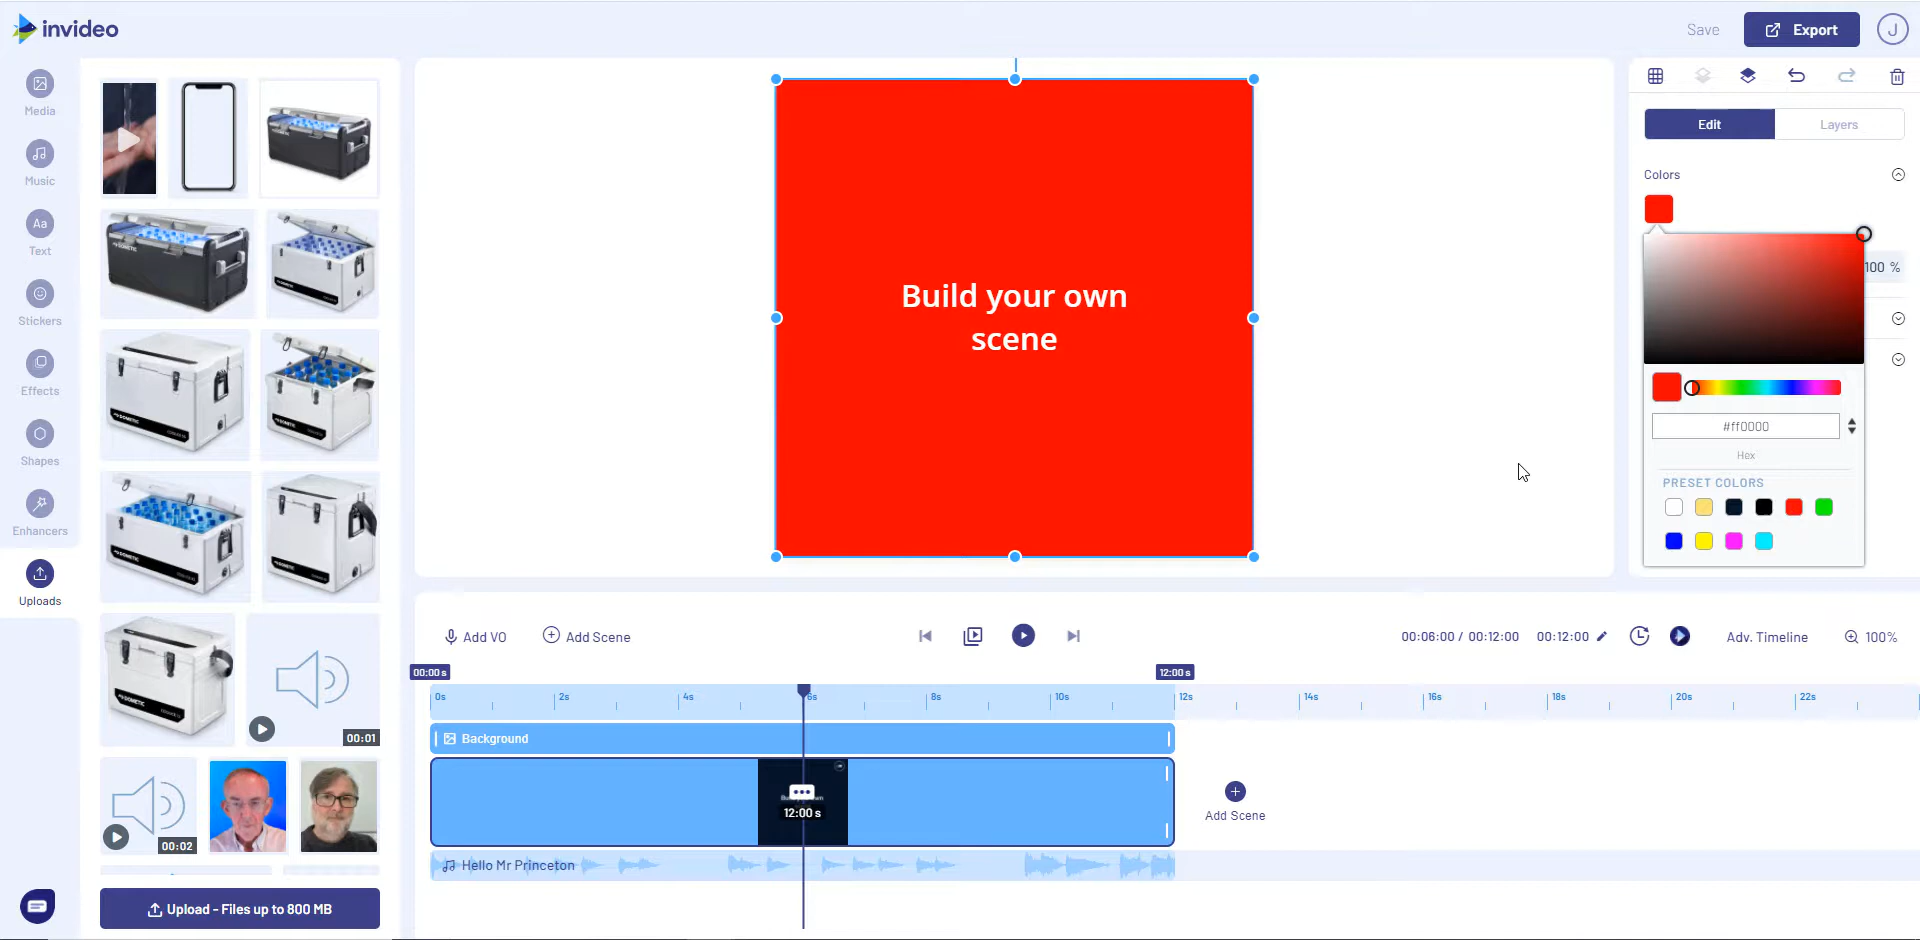 invideo
Save
Export
J
Media
Music
Aa
Text
Stickers
Effects
Shapes
Enhancers
Uploads
00:01
00:02
Upload - Files up to 800 MB
Build your own
scene
Edit
Layers
Colors
100 %
#ff0000
Hex
PRESET COLORS
Add VO
Add Scene
00:06:00 / 00:12:00
00:12:00
Adv. Timeline
100%
00:00 s
12:00 s
0s
2s
4s
6s
8s
10s
12s
14s
16s
18s
20s
22s
Background
12:00 s
Add Scene
Hello Mr Princeton